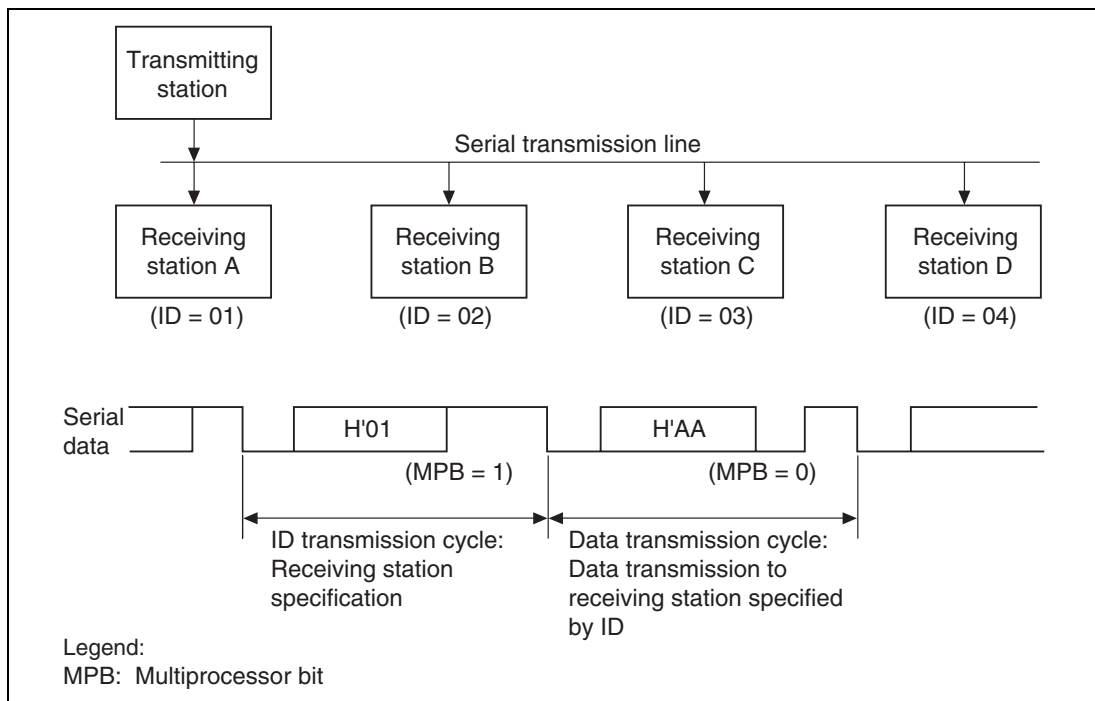 Transmitting
station
Serial transmission line
Receiving
station A
(ID = 01)
Receiving
station B
(ID = 02)
Receiving
station C
(ID = 03)
Receiving
station D
(ID = 04)
Serial
data
H'01
H'AA
(MPB = 1)
(MPB = 0)
ID transmission cycle:
Receiving station
specification
Data transmission cycle:
Data transmission to
receiving station specified
by ID
Legend:
MPB: Multiprocessor bit